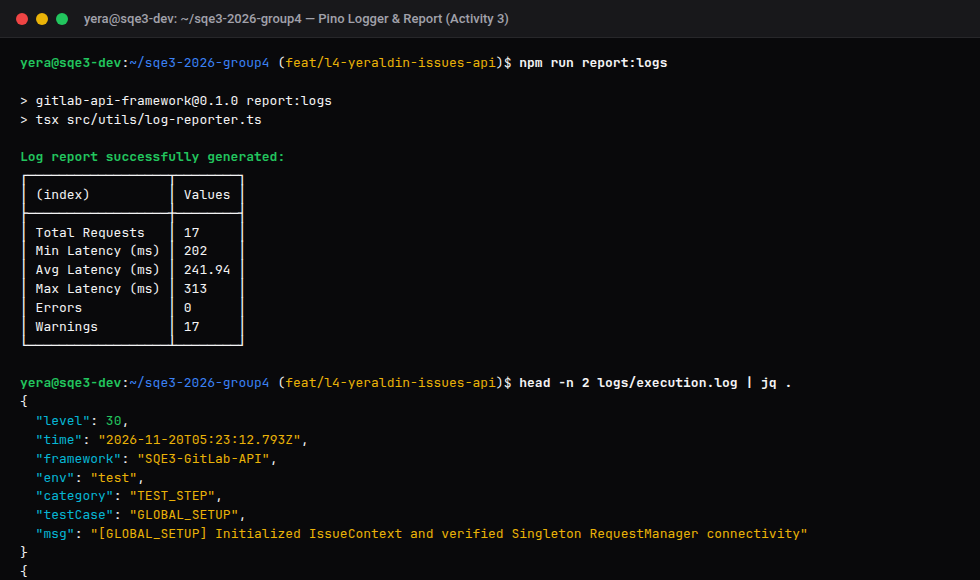 yera@sqe3-dev: ~/sqe3-2026-group4 — Pino Logger & Report (Activity 3)
yera@sqe3-dev:~/sqe3-2026-group4 (feat/l4-yeraldin-issues-api)$ npm run report:logs
> gitlab-api-framework@0.1.0 report:logs
> tsx src/utils/log-reporter.ts
Log report successfully generated:
(index) Values
Total Requests 17
Min Latency (ms) 202
Avg Latency (ms) 241.94
Max Latency (ms) 313
Errors 0
Warnings 17
yera@sqe3-dev:~/sqe3-2026-group4 (feat/l4-yeraldin-issues-api)$ head -n 2 logs/execution.log | jq .
{
"level": 30,
"time": "2026-11-20T05:23:12.793Z",
"framework": "SQE3-GitLab-API",
"env": "test",
"category": "TEST_STEP",
"testCase": "GLOBAL_SETUP",
"msg": "[GLOBAL_SETUP] Initialized IssueContext and verified Singleton RequestManager connectivity"
}
{